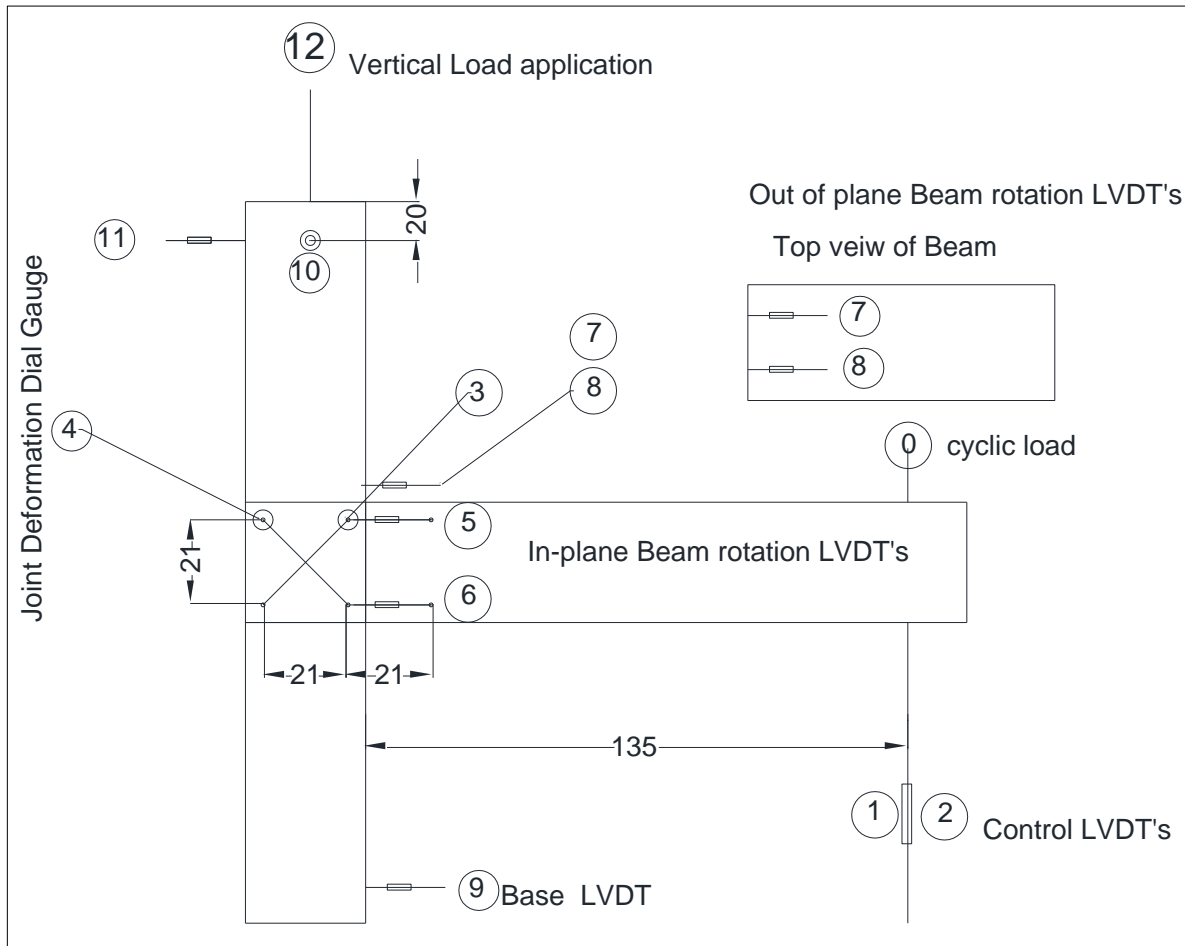 12
Vertical Load application
20
Out of plane Beam rotation LVDT's
11
Top veiw of Beam
10
Joint Deformation Dial Gauge
7
7
8
3
8
4
0
cyclic load
5
21
In-plane Beam rotation LVDT's
6
21
21
135
1
2
Control LVDT's
9
Base LVDT